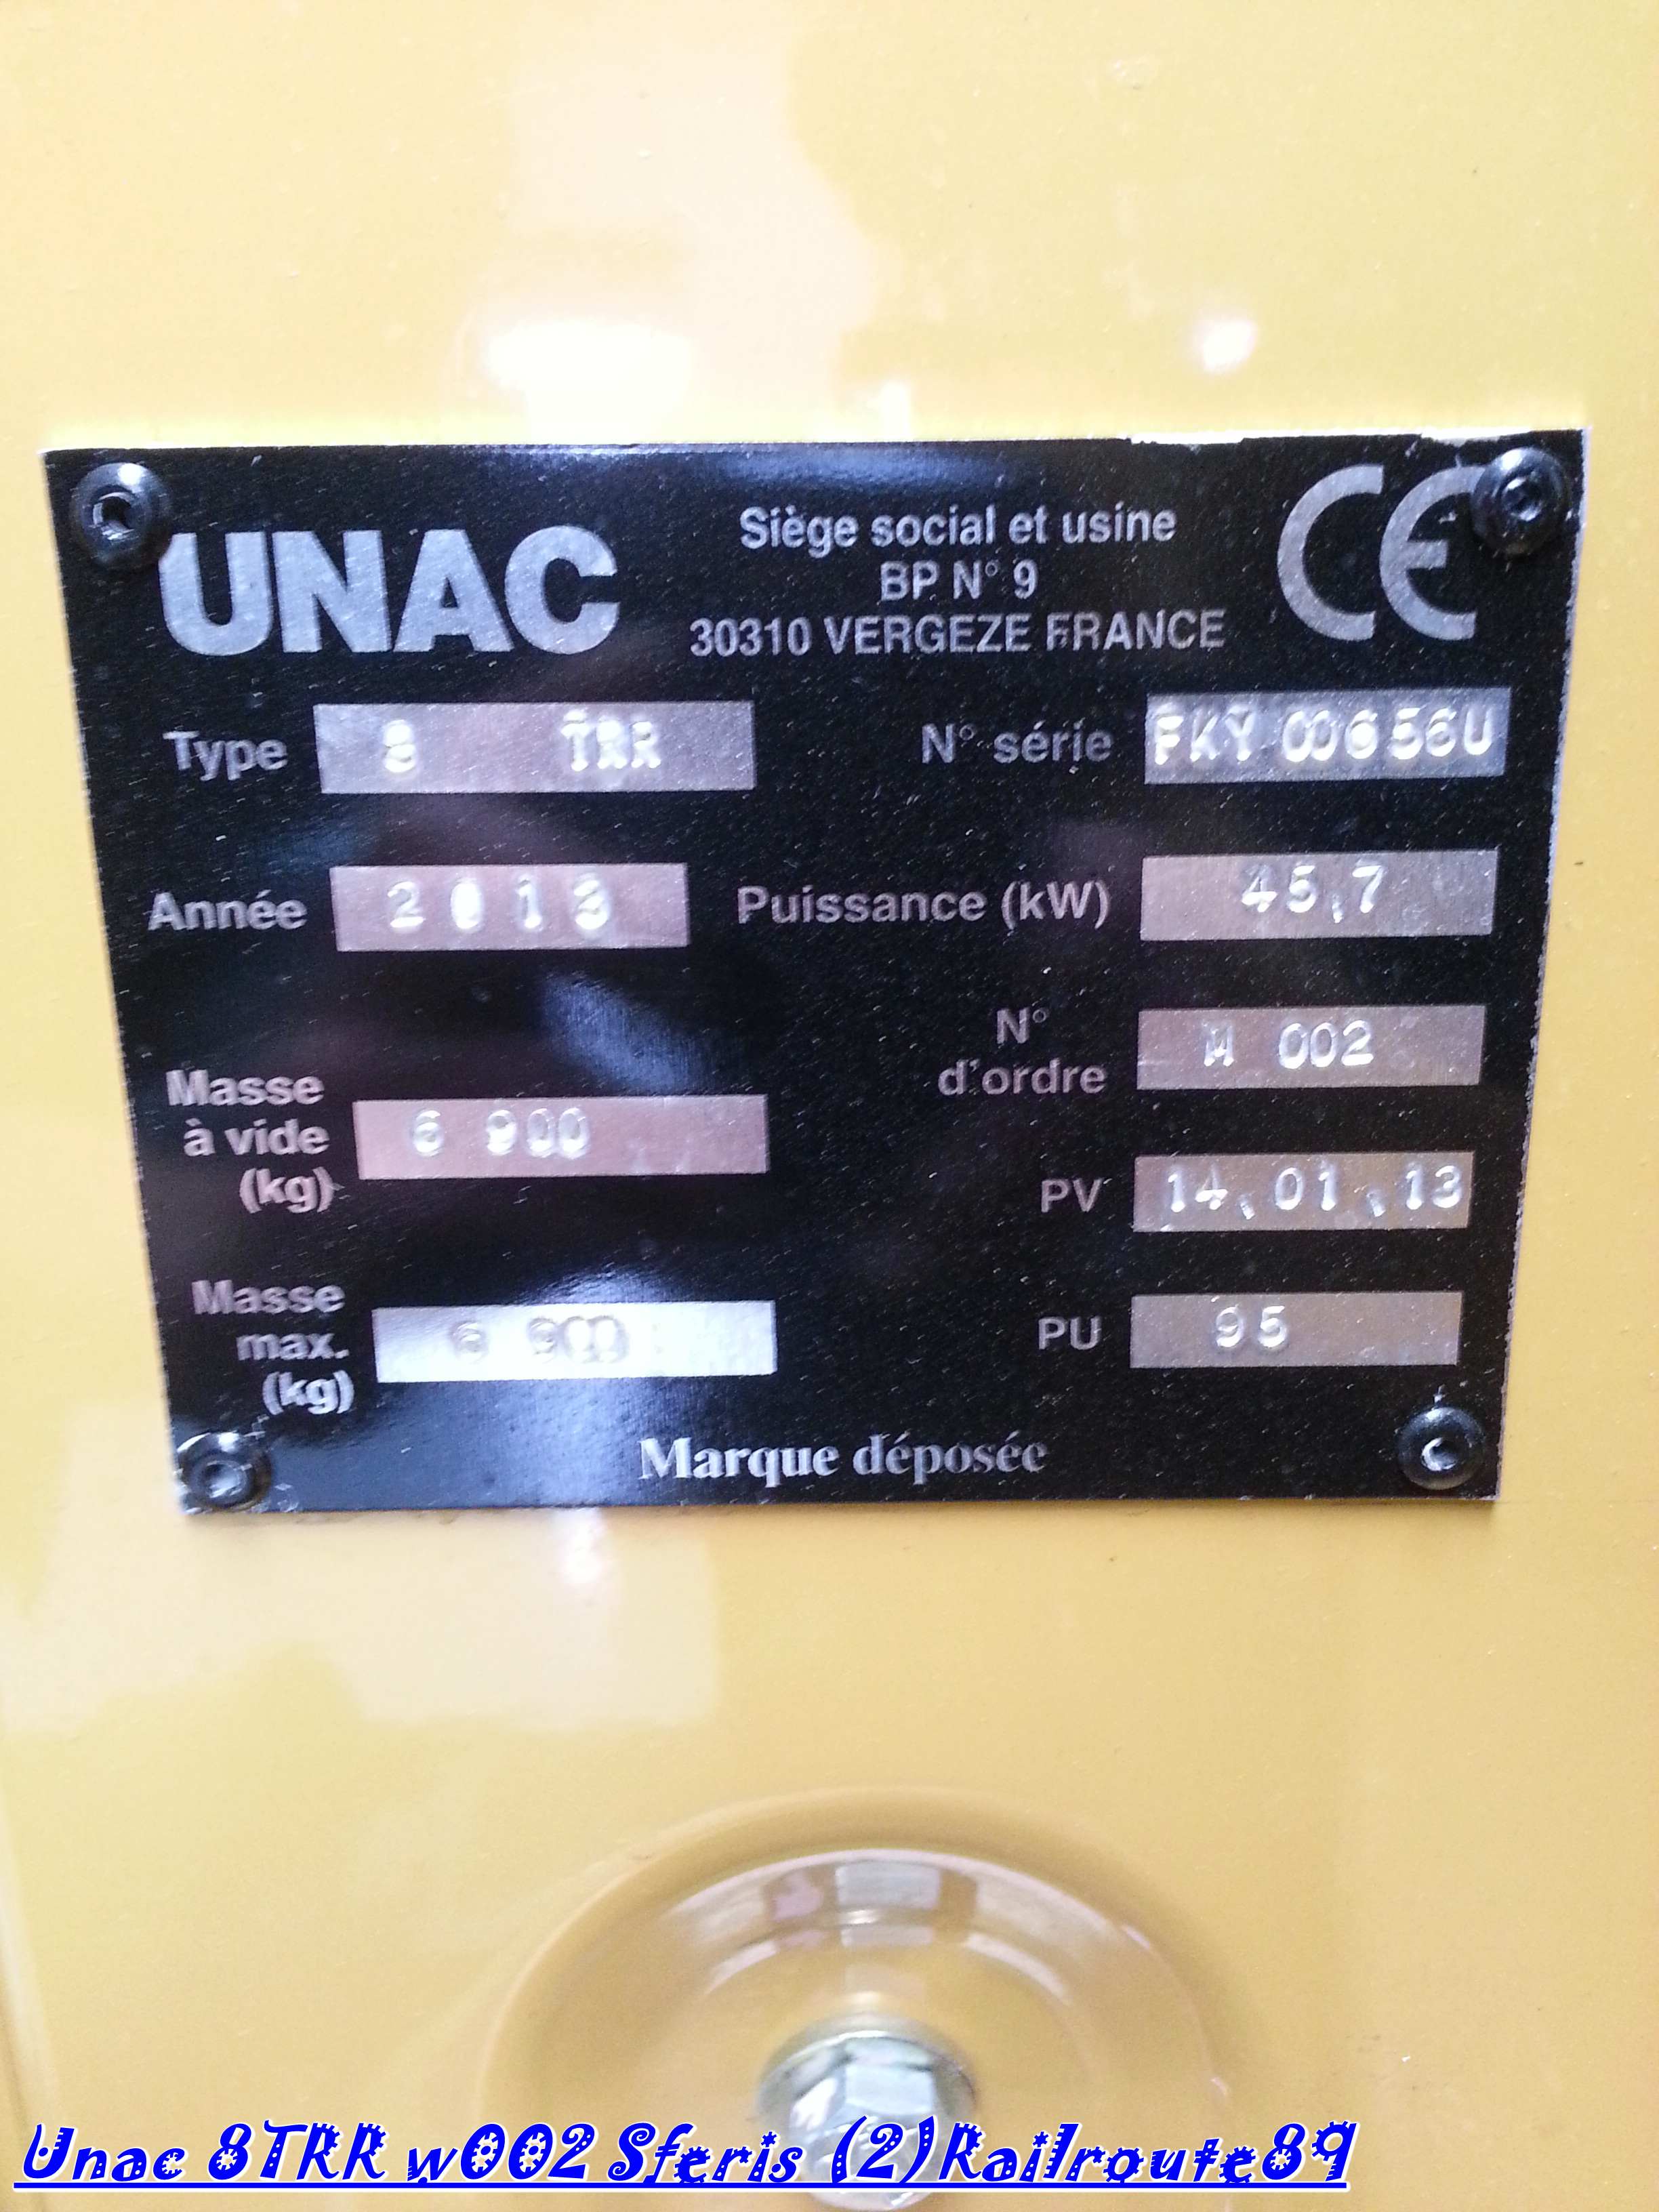 UNAC
Siège social et usine
BP N° 9
30310 VERGEZE FRANCE
CE
Type 8 TRR
N° série FKY 00656U
Année 2013
Puissance (kW) 45,7
N°
d'ordre W 002
Masse
à vide
(kg) 6 900
PV 14.01.13
Masse
max.
(kg) 6 900
PU 95
Marque déposée
Unac 8TRR w002 Sferis (2)Railroute89